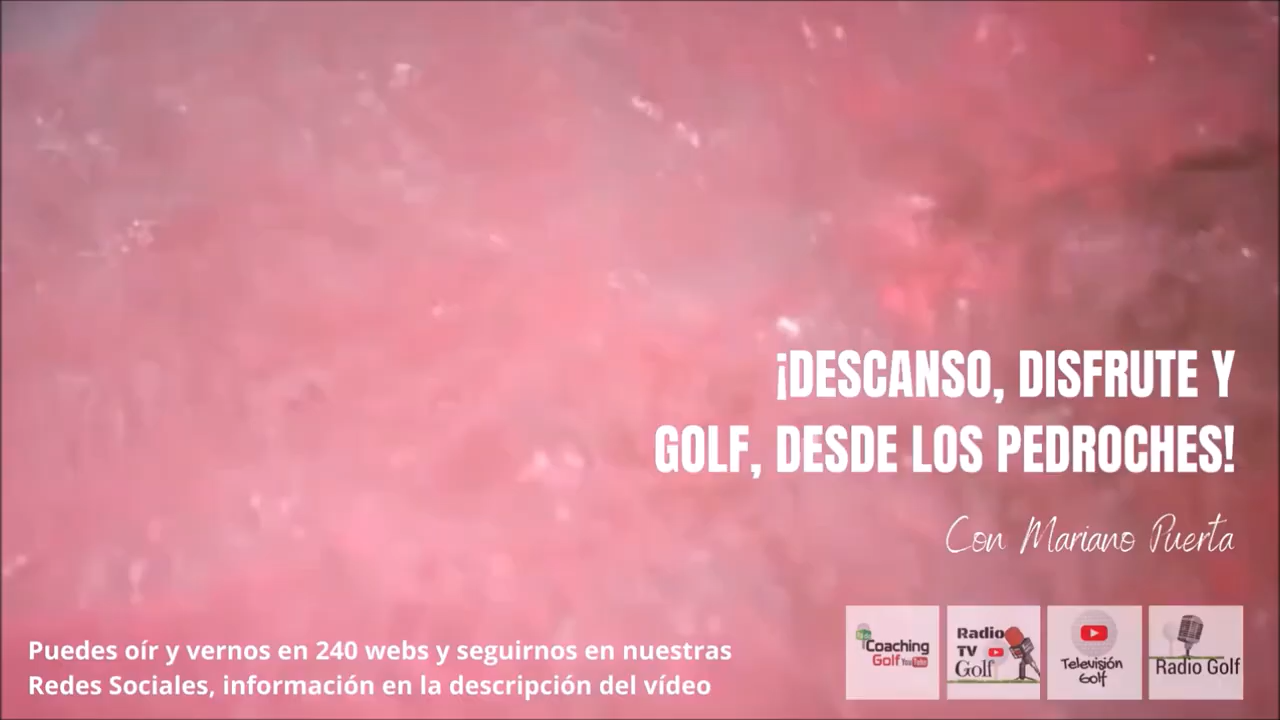 ¡DESCANSO, DISFRUTE Y
GOLF, DESDE LOS PEDROCHES!
Con Mariano Puerta
Puedes oír y vernos en 240 webs y seguirnos en nuestras
Redes Sociales, información en la descripción del vídeo
Coaching
Golf YouTube
Radio
TV
Golf
Televisión
Golf
Radio Golf